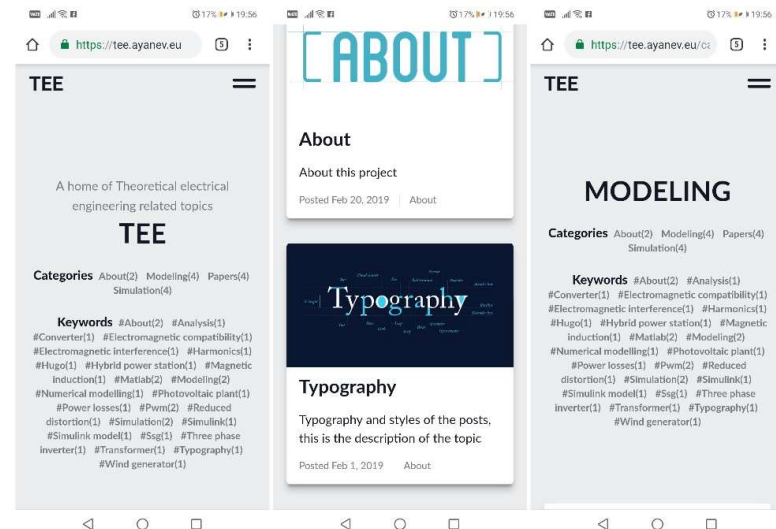 17% 19:56
https://tee.ayanev.eu 5
TEE
A home of Theoretical electrical
engineering related topics
TEE
Categories About(2) Modeling(4) Papers(4)
Simulation(4)
Keywords #About(2) #Analysis(1)
#Converter(1) #Electromagnetic compatibility(1)
#Electromagnetic interference(1) #Harmonics(1)
#Hugo(1) #Hybrid power station(1) #Magnetic
induction(1) #Matlab(2) #Modeling(2)
#Numerical modelling(1) #Photovoltaic plant(1)
#Power losses(1) #Pwm(2) #Reduced
distortion(1) #Simulation(2) #Simulink(1)
#Simulink model(1) #Ssg(1) #Three phase
inverter(1) #Transformer(1) #Typography(1)
#Wind generator(1)
17% 19:56
[ABOUT]
About
About this project
Posted Feb 20, 2019 About
Typography
Typography
Typography and styles of the posts,
this is the description of the topic
Posted Feb 1, 2019 About
17% 19:56
https://tee.ayanev.eu/ca 5
TEE
MODELING
Categories About(2) Modeling(4) Papers(4)
Simulation(4)
Keywords #About(2) #Analysis(1)
#Converter(1) #Electromagnetic compatibility(1)
#Electromagnetic interference(1) #Harmonics(1)
#Hugo(1) #Hybrid power station(1) #Magnetic
induction(1) #Matlab(2) #Modeling(2)
#Numerical modelling(1) #Photovoltaic plant(1)
#Power losses(1) #Pwm(2) #Reduced
distortion(1) #Simulation(2) #Simulink(1)
#Simulink model(1) #Ssg(1) #Three phase
inverter(1) #Transformer(1) #Typography(1)
#Wind generator(1)